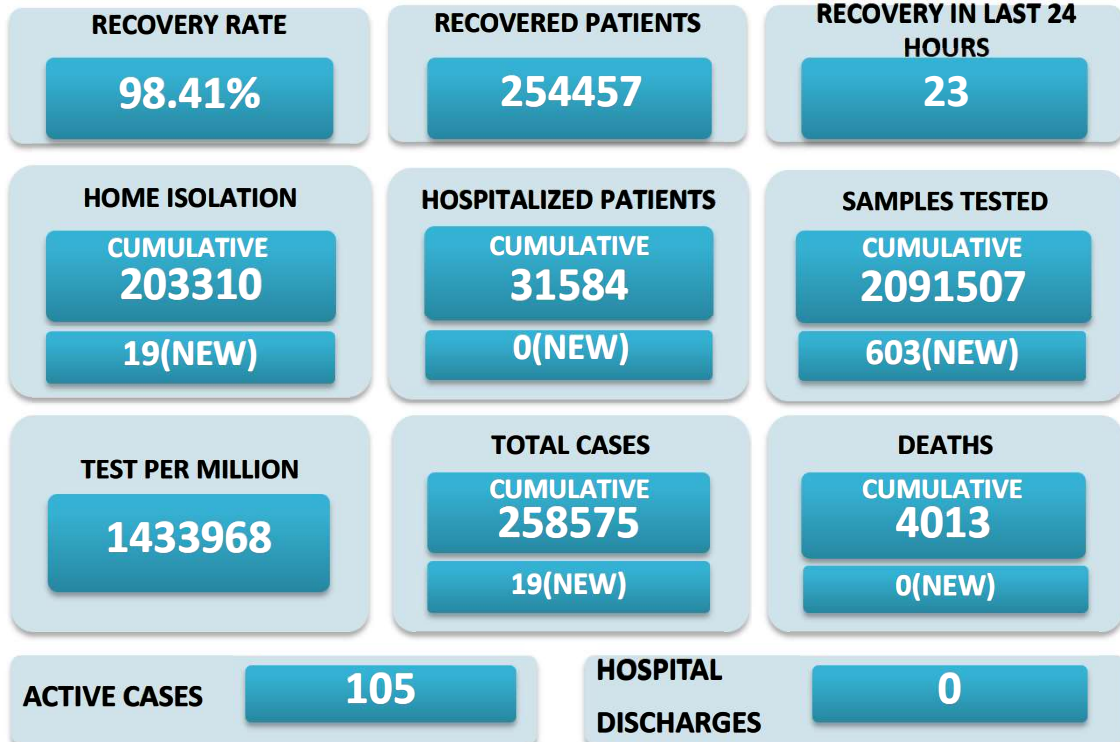 RECOVERY RATE
98.41%
RECOVERED PATIENTS
254457
RECOVERY IN LAST 24
HOURS
23
HOME ISOLATION
CUMULATIVE
203310
19(NEW)
HOSPITALIZED PATIENTS
CUMULATIVE
31584
0(NEW)
SAMPLES TESTED
CUMULATIVE
2091507
603(NEW)
TEST PER MILLION
1433968
TOTAL CASES
CUMULATIVE
258575
19(NEW)
DEATHS
CUMULATIVE
4013
0(NEW)
ACTIVE CASES
105
HOSPITAL
DISCHARGES
0